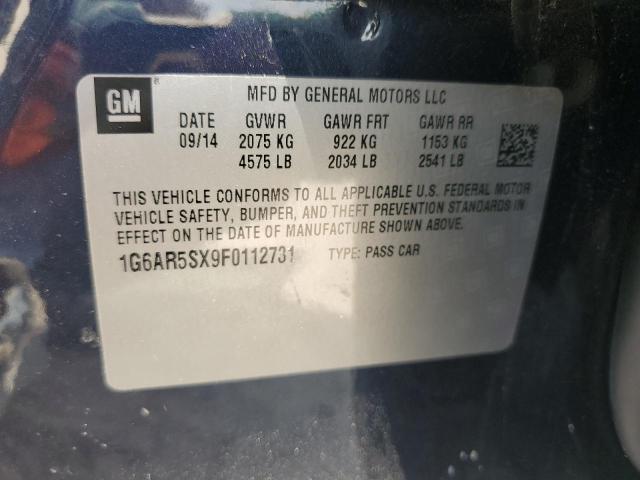 GM
MFD BY GENERAL MOTORS LLC
DATE GVWR GAWR FRT GAWR RR
09/14 2075 KG 922 KG 1153 KG
4575 LB 2034 LB 2541 LB
THIS VEHICLE CONFORMS TO ALL APPLICABLE U.S. FEDERAL MOTOR
VEHICLE SAFETY, BUMPER, AND THEFT PREVENTION STANDARDS IN
EFFECT ON THE DATE OF MANUFACTURE SHOWN ABOVE.
1G6AR5SX9F0112731 TYPE: PASS CAR